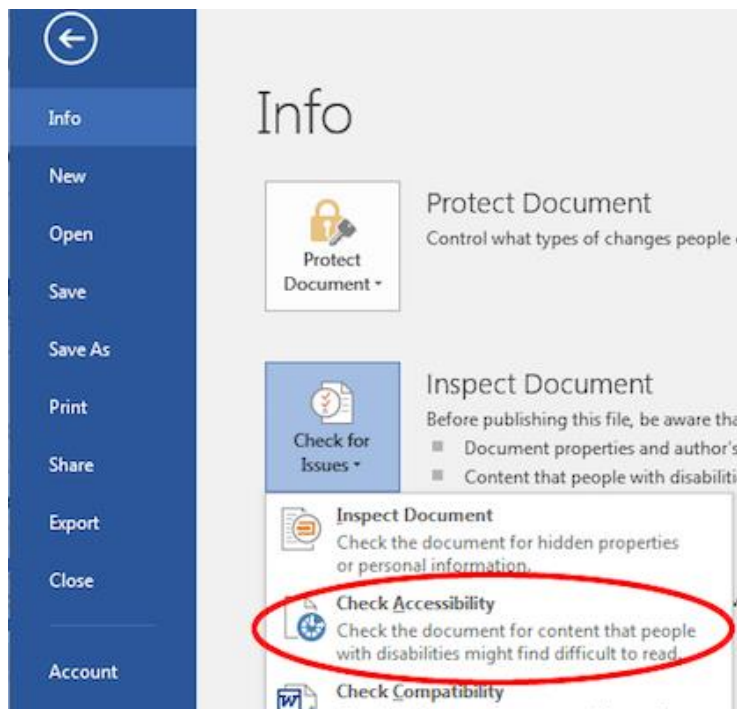 Info
New
Open
Save
Save As
Print
Share
Export
Close
Account
Info
Protect
Document
Protect Document
Control what types of changes people
Check for
Issues
Inspect Document
Before publishing this file, be aware tha
Document properties and author's
Content that people with disabiliti
Inspect Document
Check the document for hidden properties
or personal information.
Check Accessibility
Check the document for content that people
with disabilities might find difficult to read.
Check Compatibility